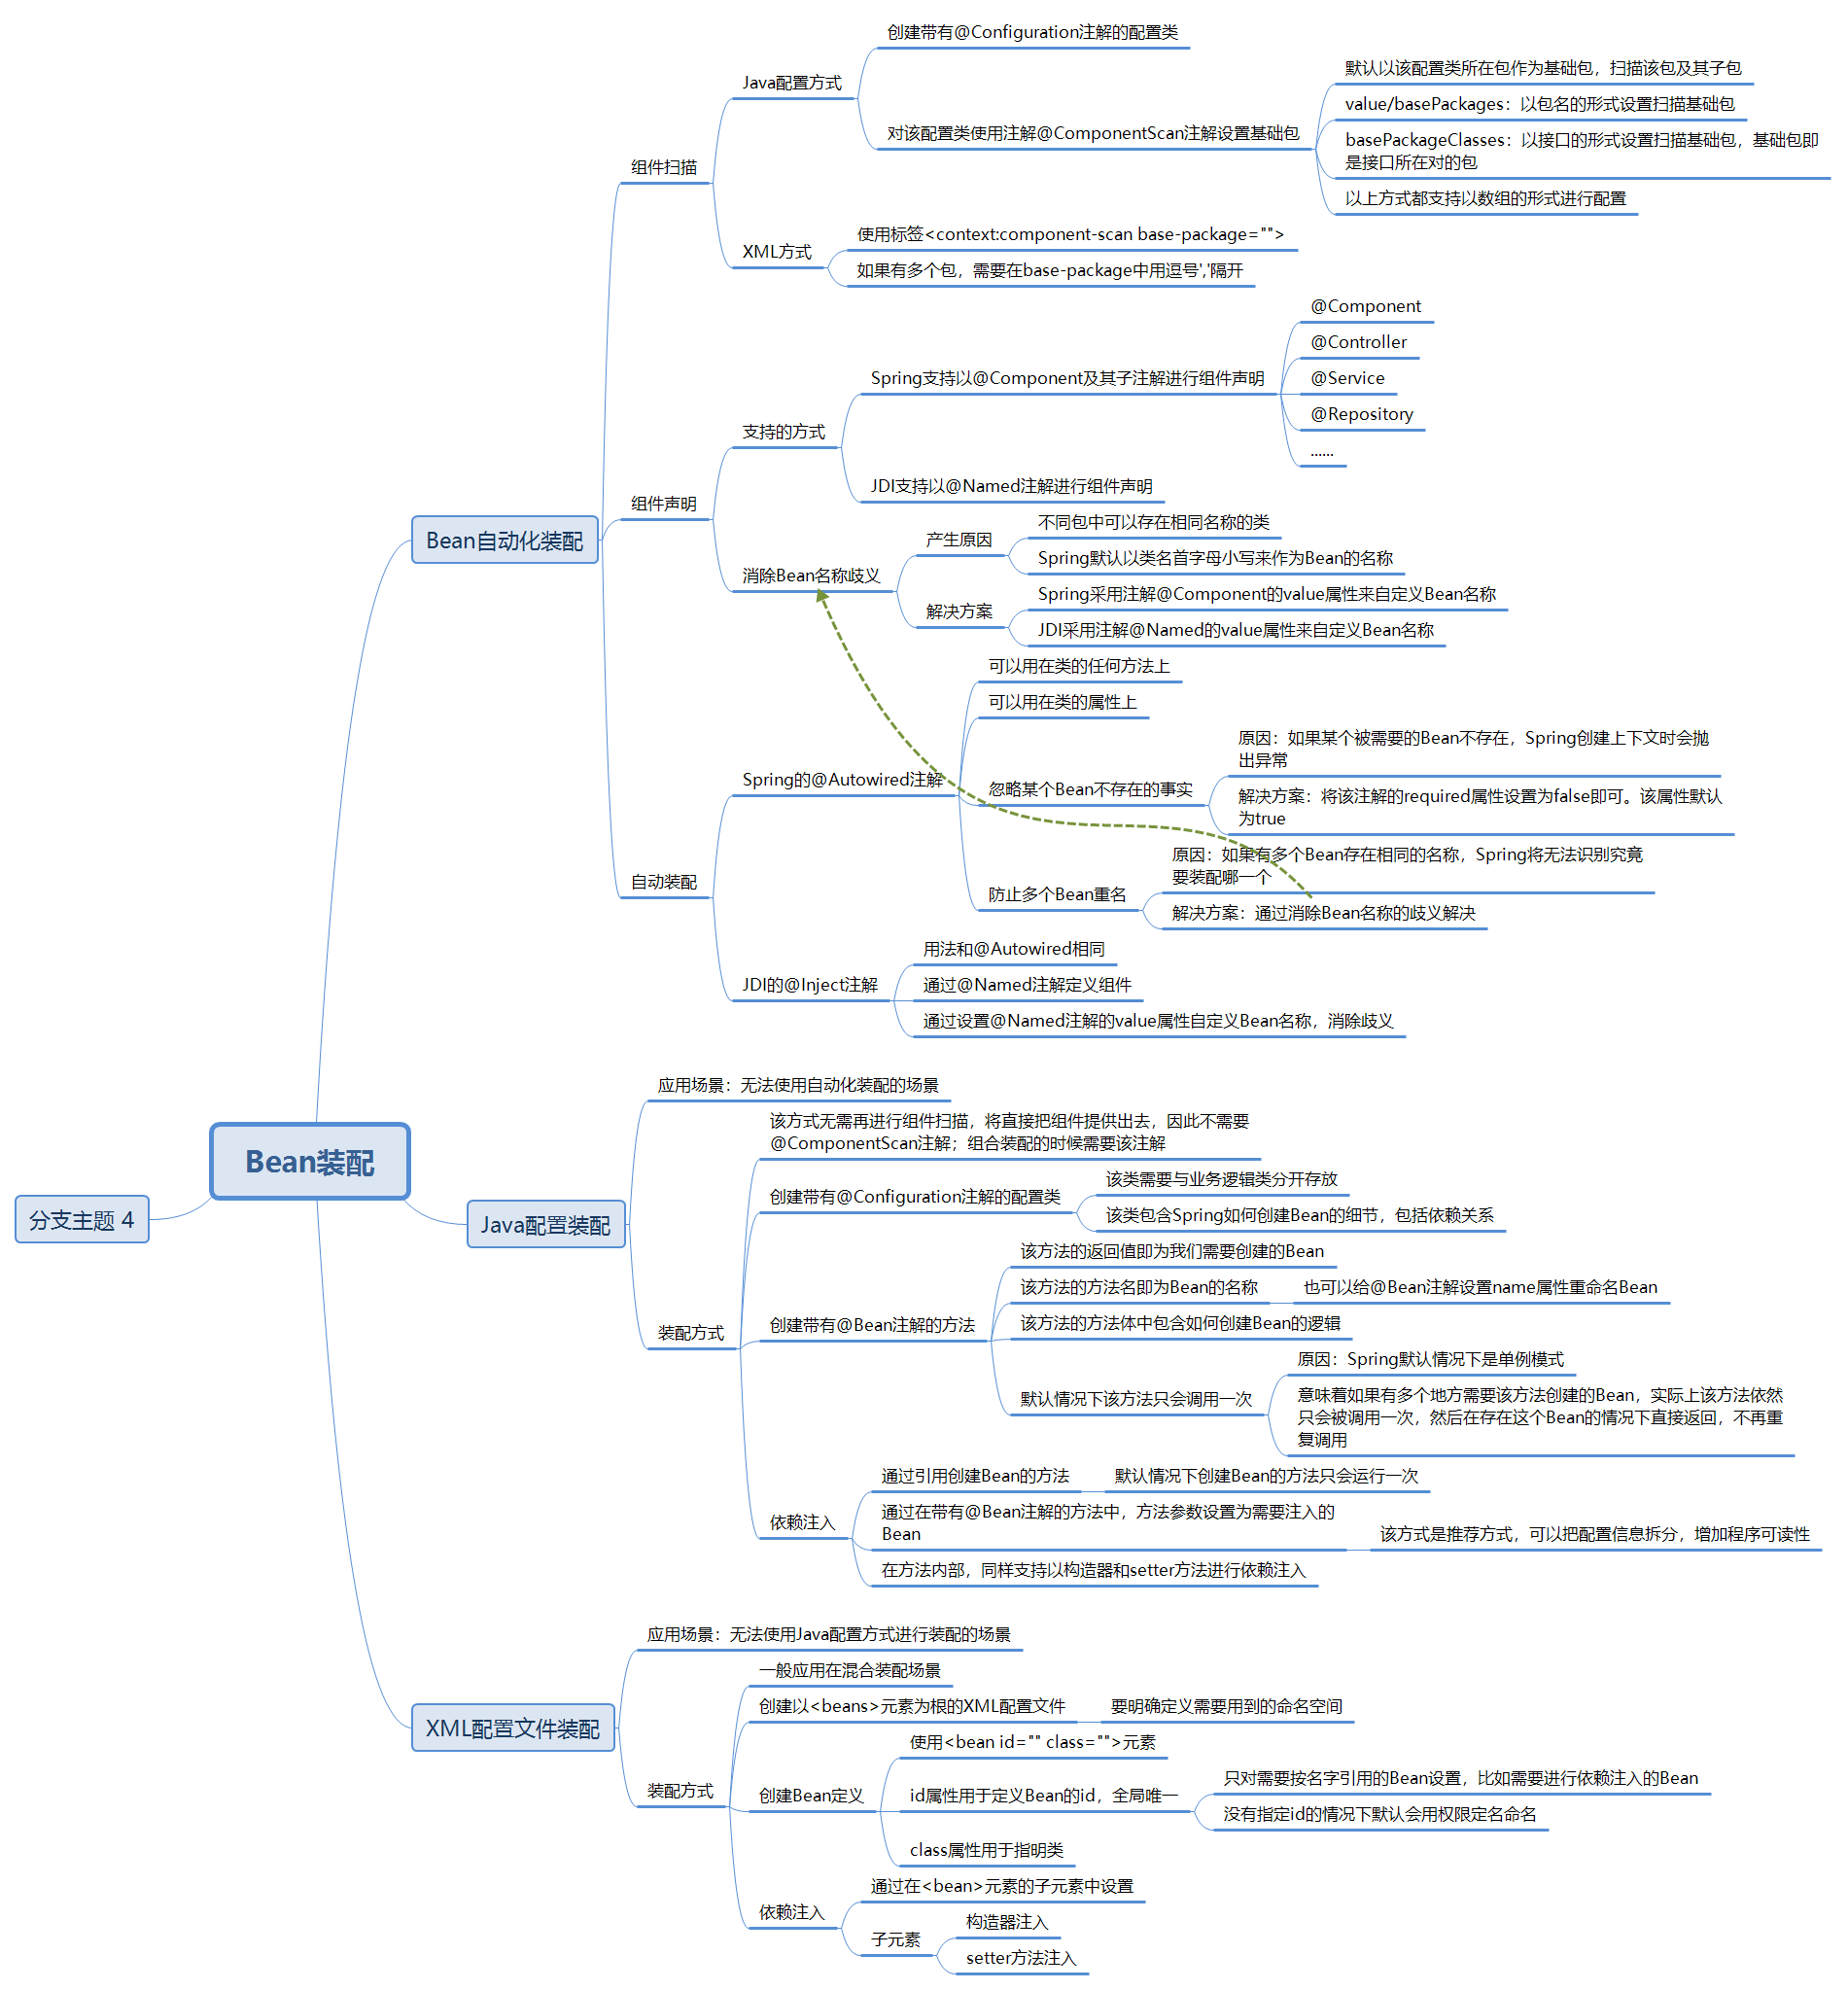 创建带有@Configuration注解的配置类
Java配置方式
默认以该配置类所在包作为基础包，扫描该包及其子包
value/basePackages：以包名的形式设置扫描基础包
对该配置类使用注解@ComponentScan注解设置基础包
basePackageClasses：以接口的形式设置扫描基础包，基础包即
是接口所在对的包
以上方式都支持以数组的形式进行配置
组件扫描
XML方式
使用标签<context:component-scan base-package="">
如果有多个包，需要在base-package中用逗号','隔开
@Component
@Controller
Spring支持以@Component及其子注解进行组件声明
@Service
@Repository
......
支持的方式
JDI支持以@Named注解进行组件声明
组件声明
Bean自动化装配
产生原因
不同包中可以存在相同名称的类
Spring默认以类名首字母小写来作为Bean的名称
消除Bean名称歧义
解决方案
Spring采用注解@Component的value属性来自定义Bean名称
JDI采用注解@Named的value属性来自定义Bean名称
可以用在类的任何方法上
可以用在类的属性上
Spring的@Autowired注解
忽略某个Bean不存在的事实
原因：如果某个被需要的Bean不存在，Spring创建上下文时会抛
出异常
解决方案：将该注解的required属性设置为false即可。该属性默认
为true
自动装配
防止多个Bean重名
原因：如果有多个Bean存在相同的名称，Spring将无法识别究竟
要装配哪一个
解决方案：通过消除Bean名称的歧义解决
JDI的@Inject注解
用法和@Autowired相同
通过@Named注解定义组件
通过设置@Named注解的value属性自定义Bean名称，消除歧义
应用场景：无法使用自动化装配的场景
该方式无需再进行组件扫描，将直接把组件提供出去，因此不需要
@ComponentScan注解；组合装配的时候需要该注解
Bean装配
分支主题 4
Java配置装配
创建带有@Configuration注解的配置类
该类需要与业务逻辑类分开存放
该类包含Spring如何创建Bean的细节，包括依赖关系
装配方式
创建带有@Bean注解的方法
该方法的返回值即为我们需要创建的Bean
该方法的方法名即为Bean的名称
也可以给@Bean注解设置name属性重命名Bean
该方法的方法体中包含如何创建Bean的逻辑
默认情况下该方法只会调用一次
原因：Spring默认情况下是单例模式
意味着如果有多个地方需要该方法创建的Bean，实际上该方法依然
只会被调用一次，然后在存在这个Bean的情况下直接返回，不再重
复调用
依赖注入
通过引用创建Bean的方法
默认情况下创建Bean的方法只会运行一次
通过在带有@Bean注解的方法中，方法参数设置为需要注入的
Bean
该方式是推荐方式，可以把配置信息拆分，增加程序可读性
在方法内部，同样支持以构造器和setter方法进行依赖注入
应用场景：无法使用Java配置方式进行装配的场景
XML配置文件装配
一般应用在混合装配场景
创建以<beans>元素为根的XML配置文件
要明确定义需要用到的命名空间
装配方式
创建Bean定义
使用<bean id="" class="">元素
id属性用于定义Bean的id，全局唯一
只对需要按名字引用的Bean设置，比如需要进行依赖注入的Bean
没有指定id的情况下默认会用权限定名命名
class属性用于指明类
依赖注入
通过在<bean>元素的子元素中设置
子元素
构造器注入
setter方法注入